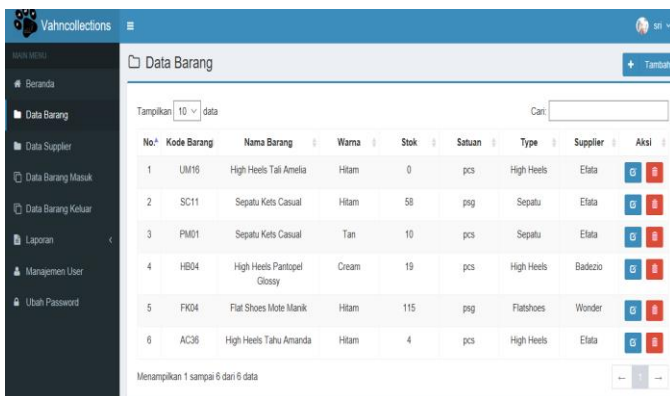 Vahncollections
sri
MAIN MENU
Beranda
Data Barang
Data Supplier
Data Barang Masuk
Data Barang Keluar
Laporan
Manajemen User
Ubah Password
Data Barang
+ Tambah
Tampilkan 10 data
Cari:
No. Kode Barang Nama Barang Warna Stok Satuan Type Supplier Aksi
1 UM16 High Heels Tali Amelia Hitam 0 pcs High Heels Efata
2 SC11 Sepatu Kets Casual Hitam 58 psg Sepatu Efata
3 PM01 Sepatu Kets Casual Tan 10 pcs Sepatu Efata
4 HB04 High Heels Pantopel Cream 19 pcs High Heels Badezio
Glossy
5 FK04 Flat Shoes Mote Manik Hitam 115 psg Flatshoes Wonder
6 AC36 High Heels Tahu Amanda Hitam 4 pcs High Heels Efata
Menampilkan 1 sampai 6 dari 6 data
← 1 →